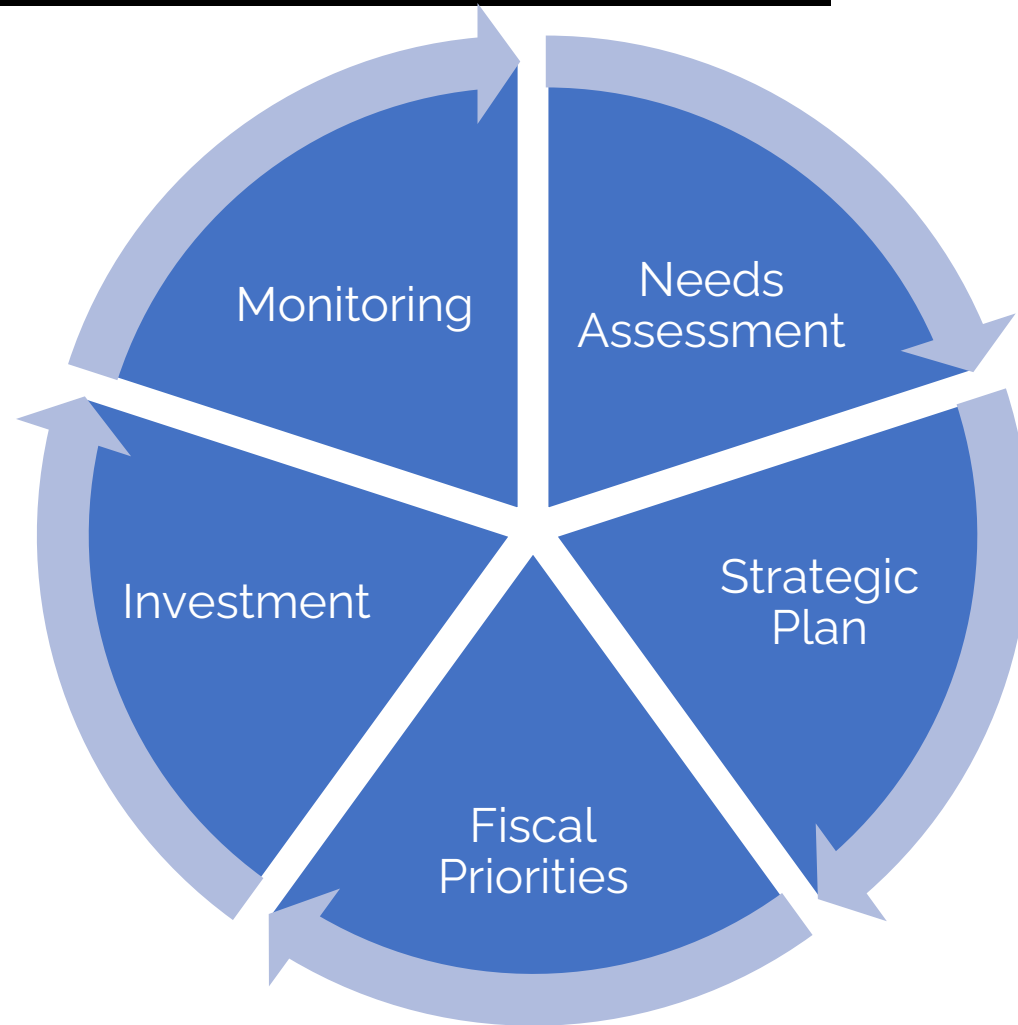 Needs
Assessment
Strategic
Plan
Fiscal
Priorities
Investment
Monitoring